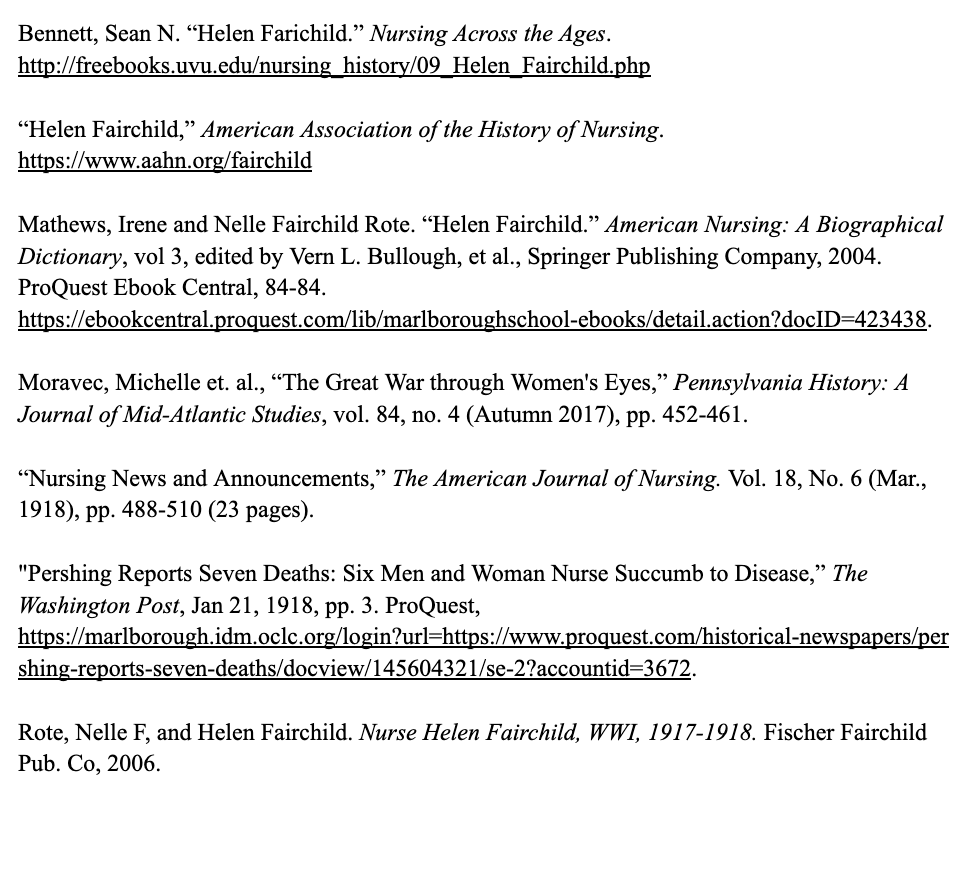 Bennett, Sean N. “Helen Farichild.” Nursing Across the Ages.
http://freebooks.uvu.edu/nursing_history/09_Helen_Fairchild.php
“Helen Fairchild,” American Association of the History of Nursing.
https://www.aahn.org/fairchild
Mathews, Irene and Nelle Fairchild Rote. “Helen Fairchild.” American Nursing: A Biographical
Dictionary, vol 3, edited by Vern L. Bullough, et al., Springer Publishing Company, 2004.
ProQuest Ebook Central, 84-84.
https://ebookcentral.proquest.com/lib/marlboroughschool-ebooks/detail.action?docID=423438.
Moravec, Michelle et. al., “The Great War through Women's Eyes,” Pennsylvania History: A
Journal of Mid-Atlantic Studies, vol. 84, no. 4 (Autumn 2017), pp. 452-461.
“Nursing News and Announcements,” The American Journal of Nursing. Vol. 18, No. 6 (Mar.,
1918), pp. 488-510 (23 pages).
"Pershing Reports Seven Deaths: Six Men and Woman Nurse Succumb to Disease,” The
Washington Post, Jan 21, 1918, pp. 3. ProQuest,
https://marlborough.idm.oclc.org/login?url=https://www.proquest.com/historical-newspapers/per
shing-reports-seven-deaths/docview/145604321/se-2?accountid=3672.
Rote, Nelle F, and Helen Fairchild. Nurse Helen Fairchild, WWI, 1917-1918. Fischer Fairchild
Pub. Co, 2006.